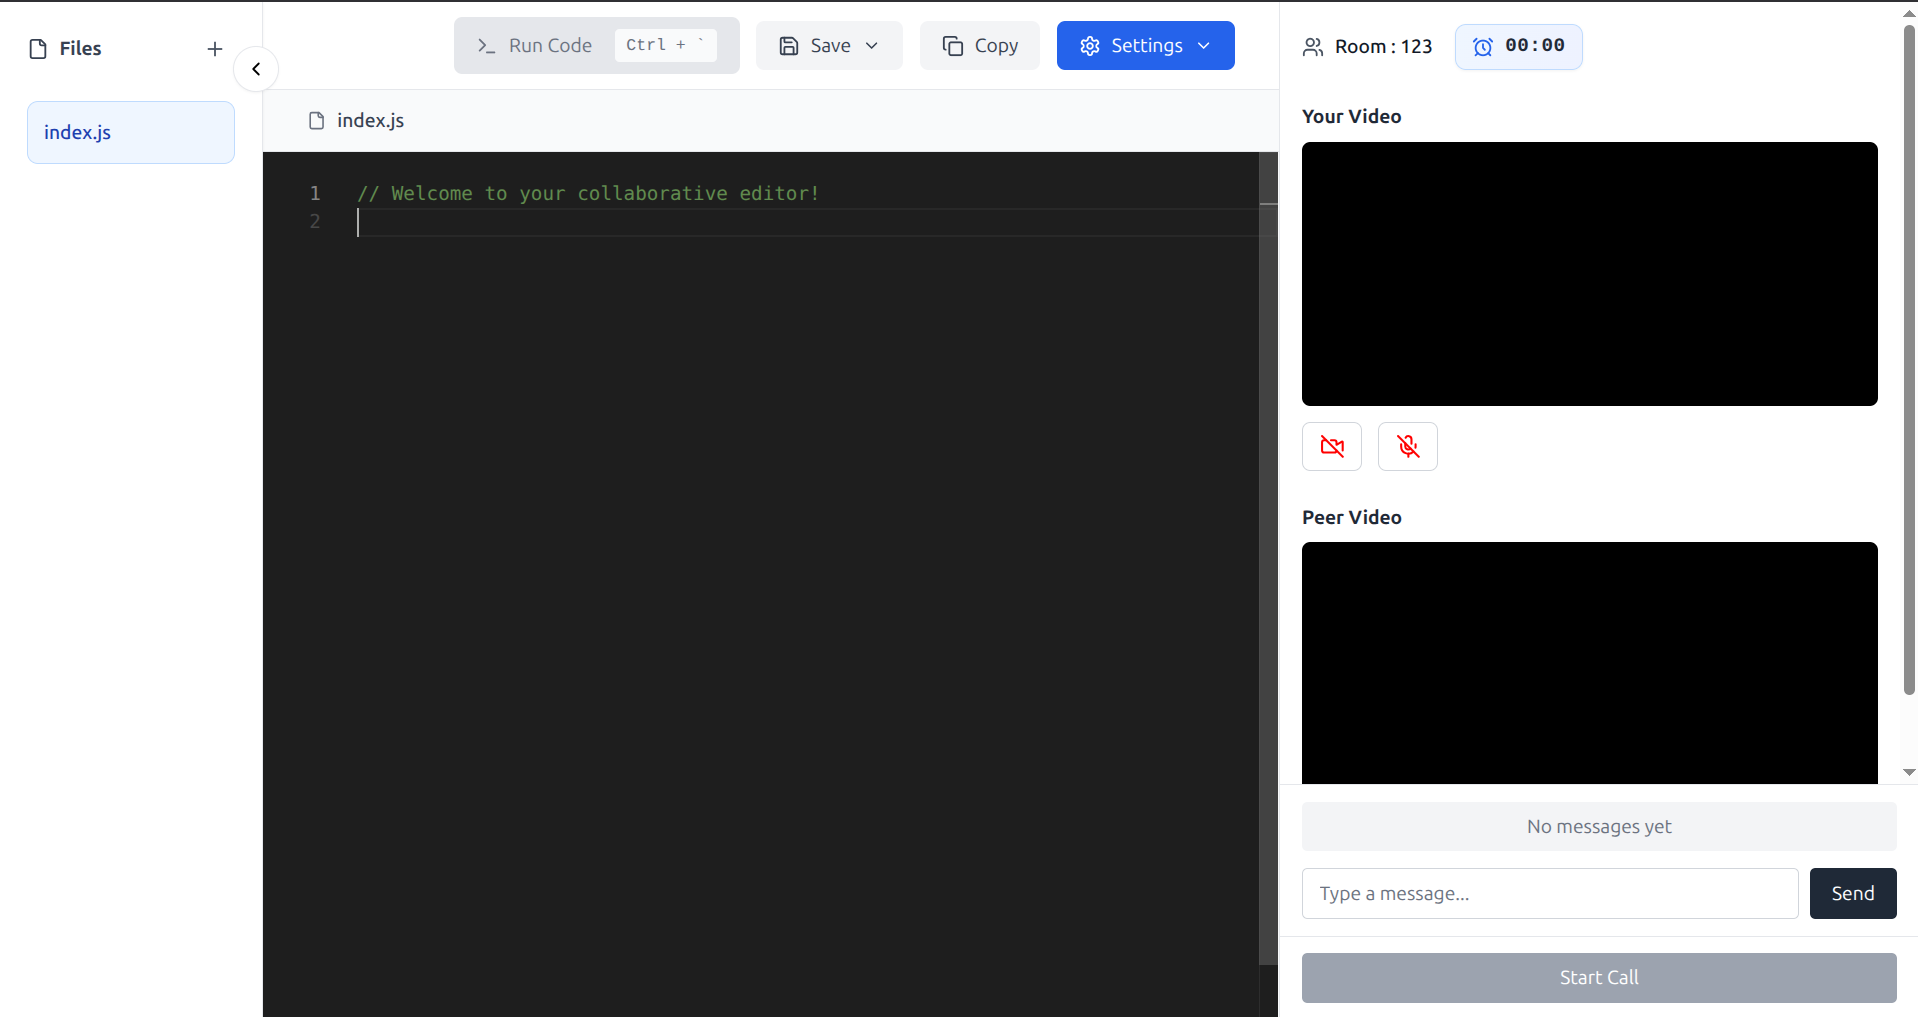 Files
index.js
Run Code Ctrl + `
Save
Copy
Settings
index.js
1 // Welcome to your collaborative editor!
2
Room : 123
00:00
Your Video
Peer Video
No messages yet
Type a message...
Send
Start Call